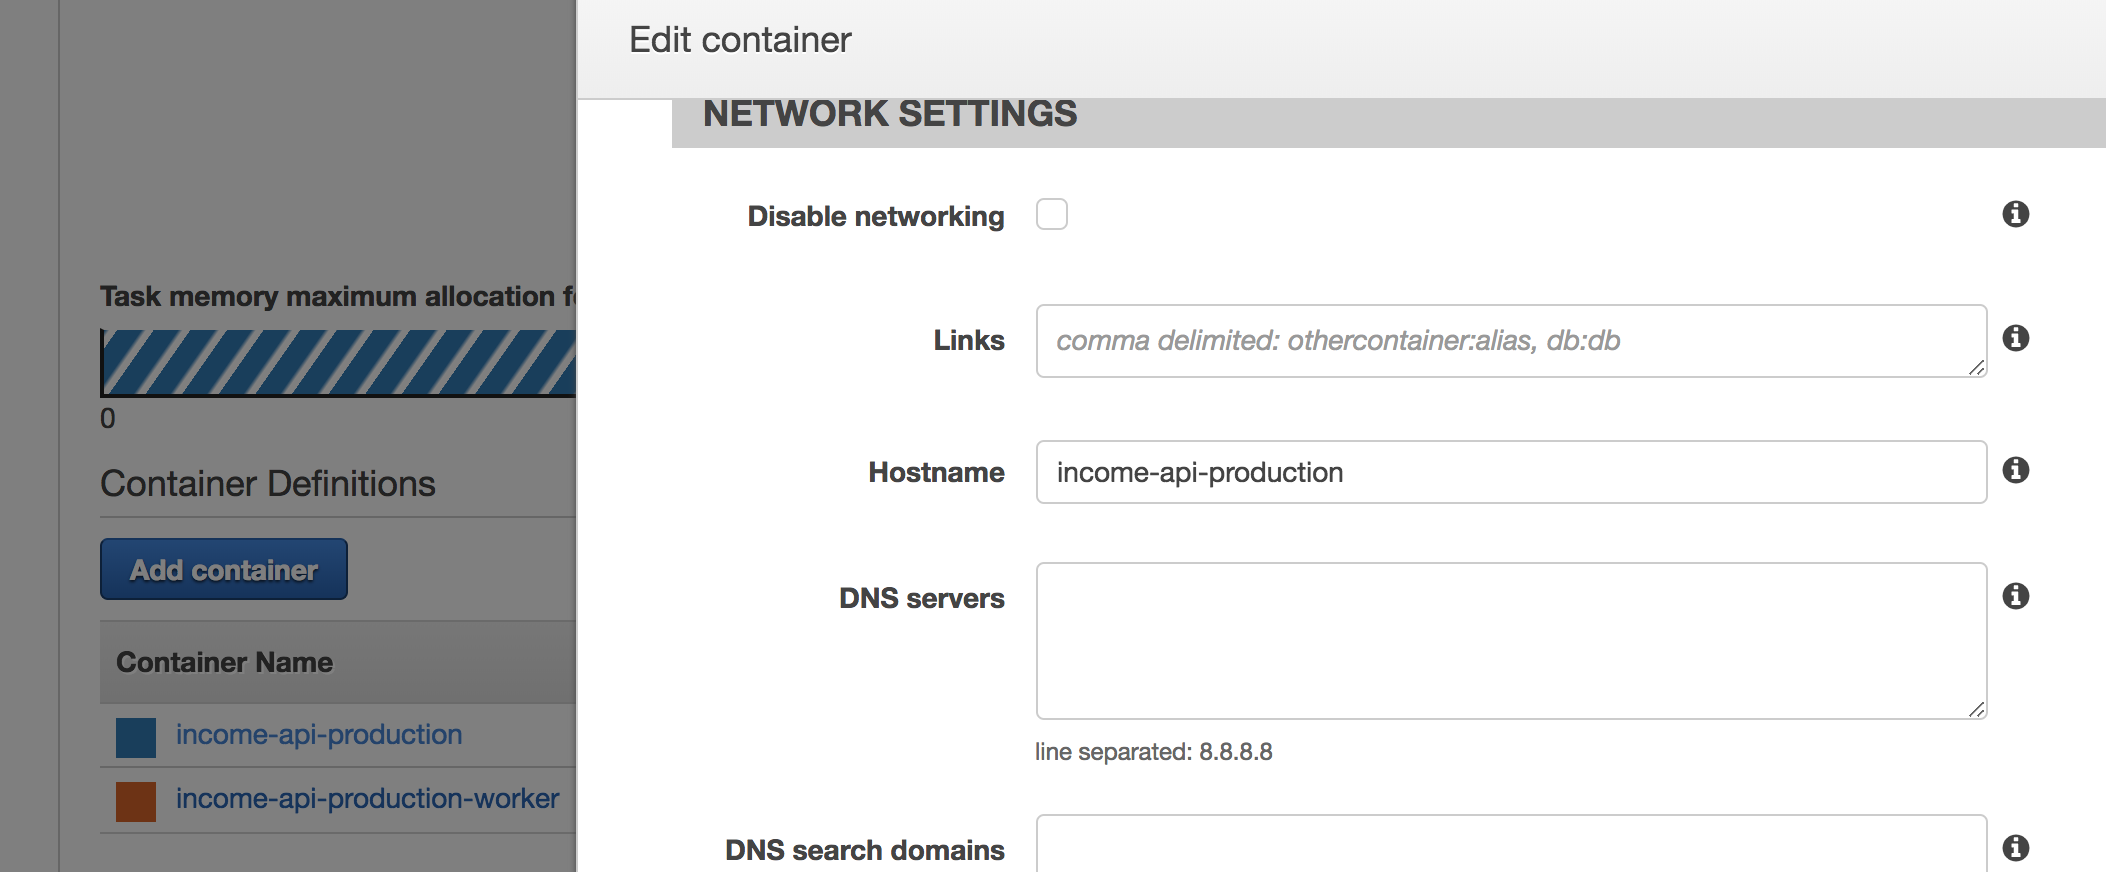 Edit container
NETWORK SETTINGS
Disable networking
Links
comma delimited: othercontainer:alias, db:db
Hostname
income-api-production
DNS servers
line separated: 8.8.8.8
DNS search domains
Task memory maximum allocation
0
Container Definitions
Add container
Container Name
income-api-production
income-api-production-worker